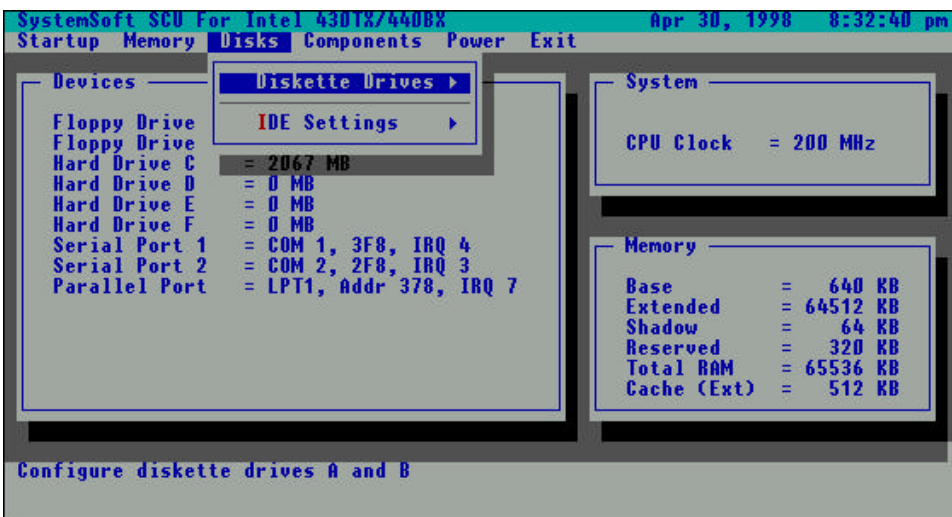 SystemSoft SCU For Intel 430TX/440BX Apr 30, 1998 8:32:40 pm
Startup Memory Disks Components Power Exit
Devices
Diskette Drives
IDE Settings
Floppy Drive
Floppy Drive
Hard Drive C = 2067 MB
Hard Drive D = 0 MB
Hard Drive E = 0 MB
Hard Drive F = 0 MB
Serial Port 1 = COM 1, 3F8, IRQ 4
Serial Port 2 = COM 2, 2F8, IRQ 3
Parallel Port = LPT1, Addr 378, IRQ 7
System
CPU Clock = 200 MHz
Memory
Base = 640 KB
Extended = 64512 KB
Shadow = 64 KB
Reserved = 320 KB
Total RAM = 65536 KB
Cache (Ext) = 512 KB
Configure diskette drives A and B